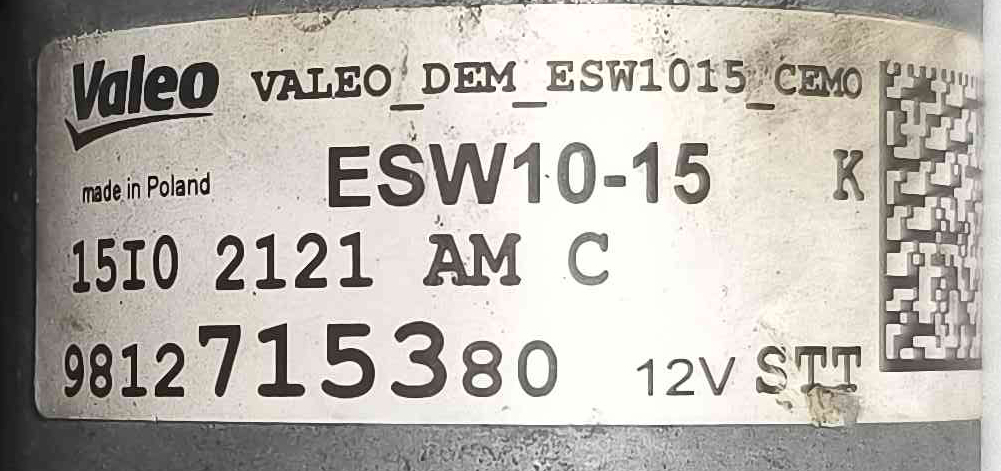 Valeo VALEO_DEM_ESW1015_CEMO
made in Poland ESW10-15 K
15I0 2121 AM C
9812715380 12V STT